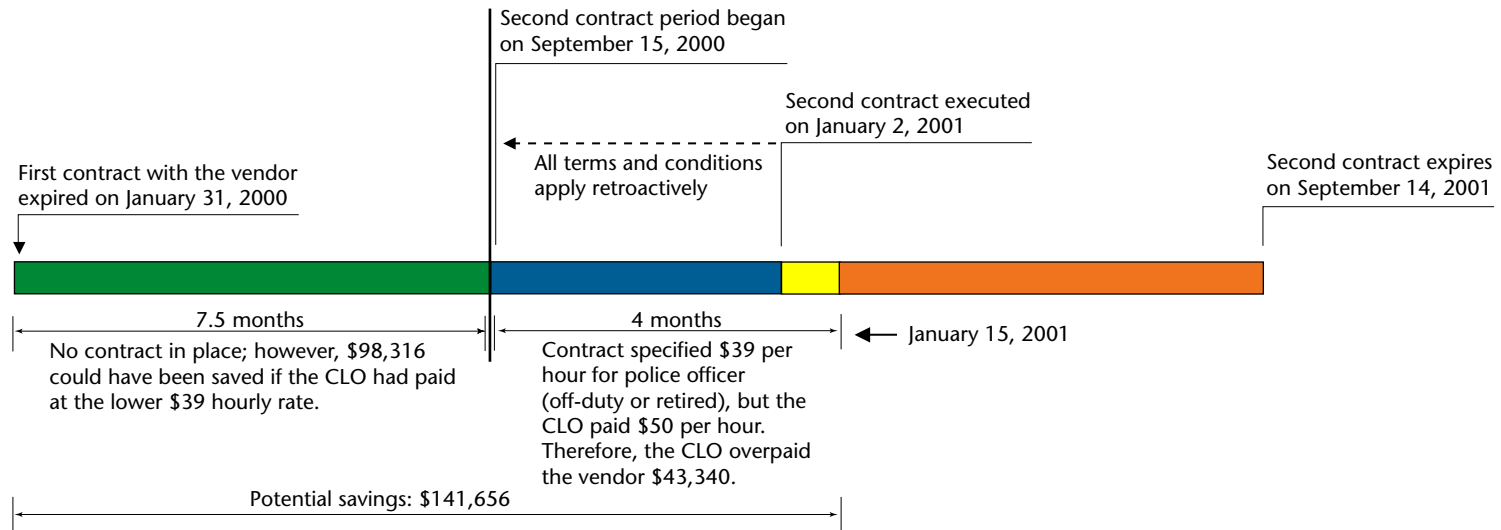 Second contract period began
on September 15, 2000
Second contract executed
on January 2, 2001
All terms and conditions
apply retroactively
First contract with the vendor
expired on January 31, 2000
Second contract expires
on September 14, 2001
7.5 months
4 months
January 15, 2001
No contract in place; however, $98,316
could have been saved if the CLO had paid
at the lower $39 hourly rate.
Contract specified $39 per
hour for police officer
(off-duty or retired), but the
CLO paid $50 per hour.
Therefore, the CLO overpaid
the vendor $43,340.
Potential savings: $141,656